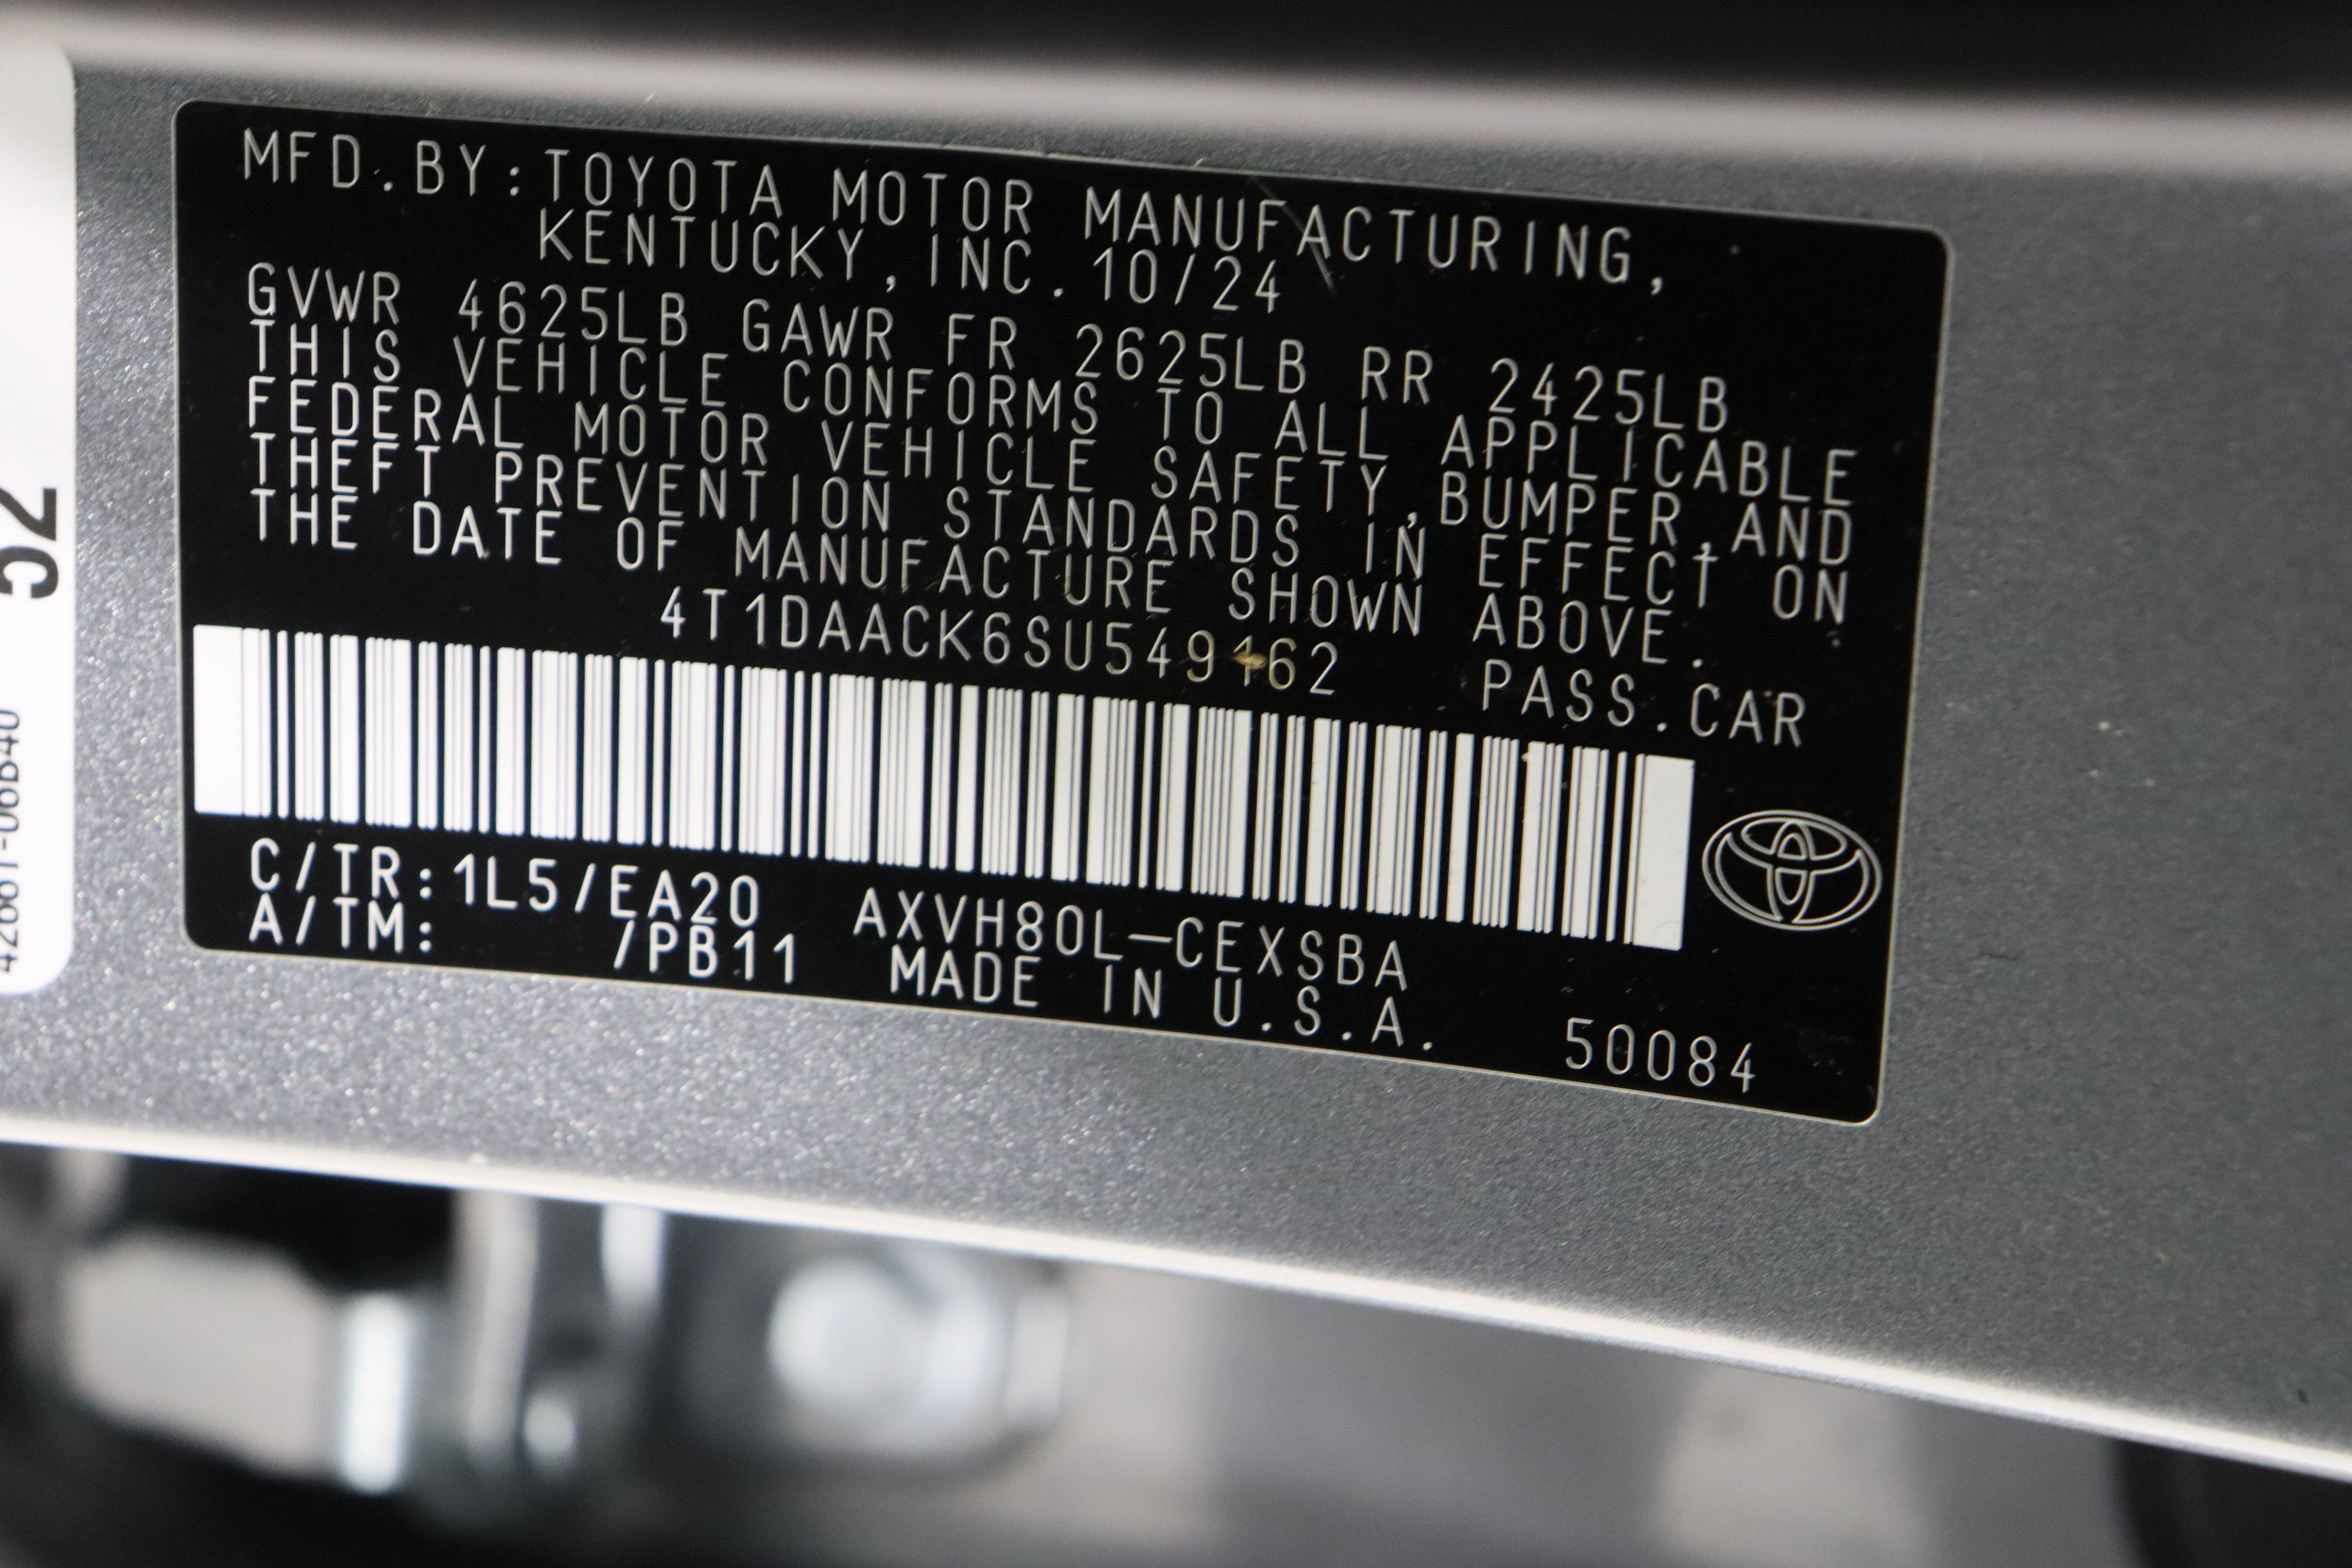 MFD.BY:TOYOTA MOTOR MANUFACTURING,
KENTUCKY, INC. 10/24
GVWR 4625LB GAWR FR 2625LB RR 2425LB
THIS VEHICLE CONFORMS TO ALL APPLICABLE
FEDERAL MOTOR VEHICLE SAFETY,BUMPER,AND
THEFT PREVENTION STANDARDS IN EFFECT ON
THE DATE OF MANUFACTURE SHOWN ABOVE.
4T1DAACK6SU549162 PASS.CAR
C/TR:1L5/EA20 AXVH80L-CEXSBA
A/TM: /PB11 MADE IN U.S.A. 50084
52